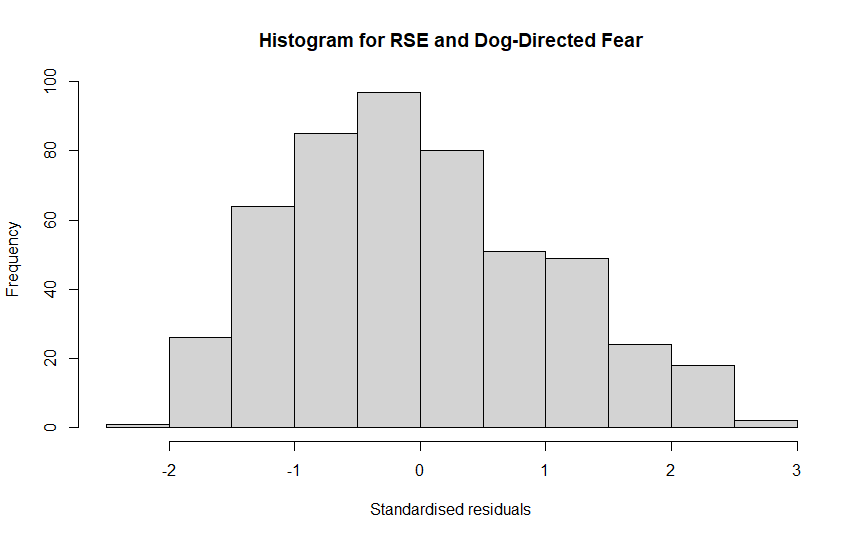 Histogram for RSE and Dog-Directed Fear
100
80
60
40
20
0
Frequency
-2 -1 0 1 2 3
Standardised residuals